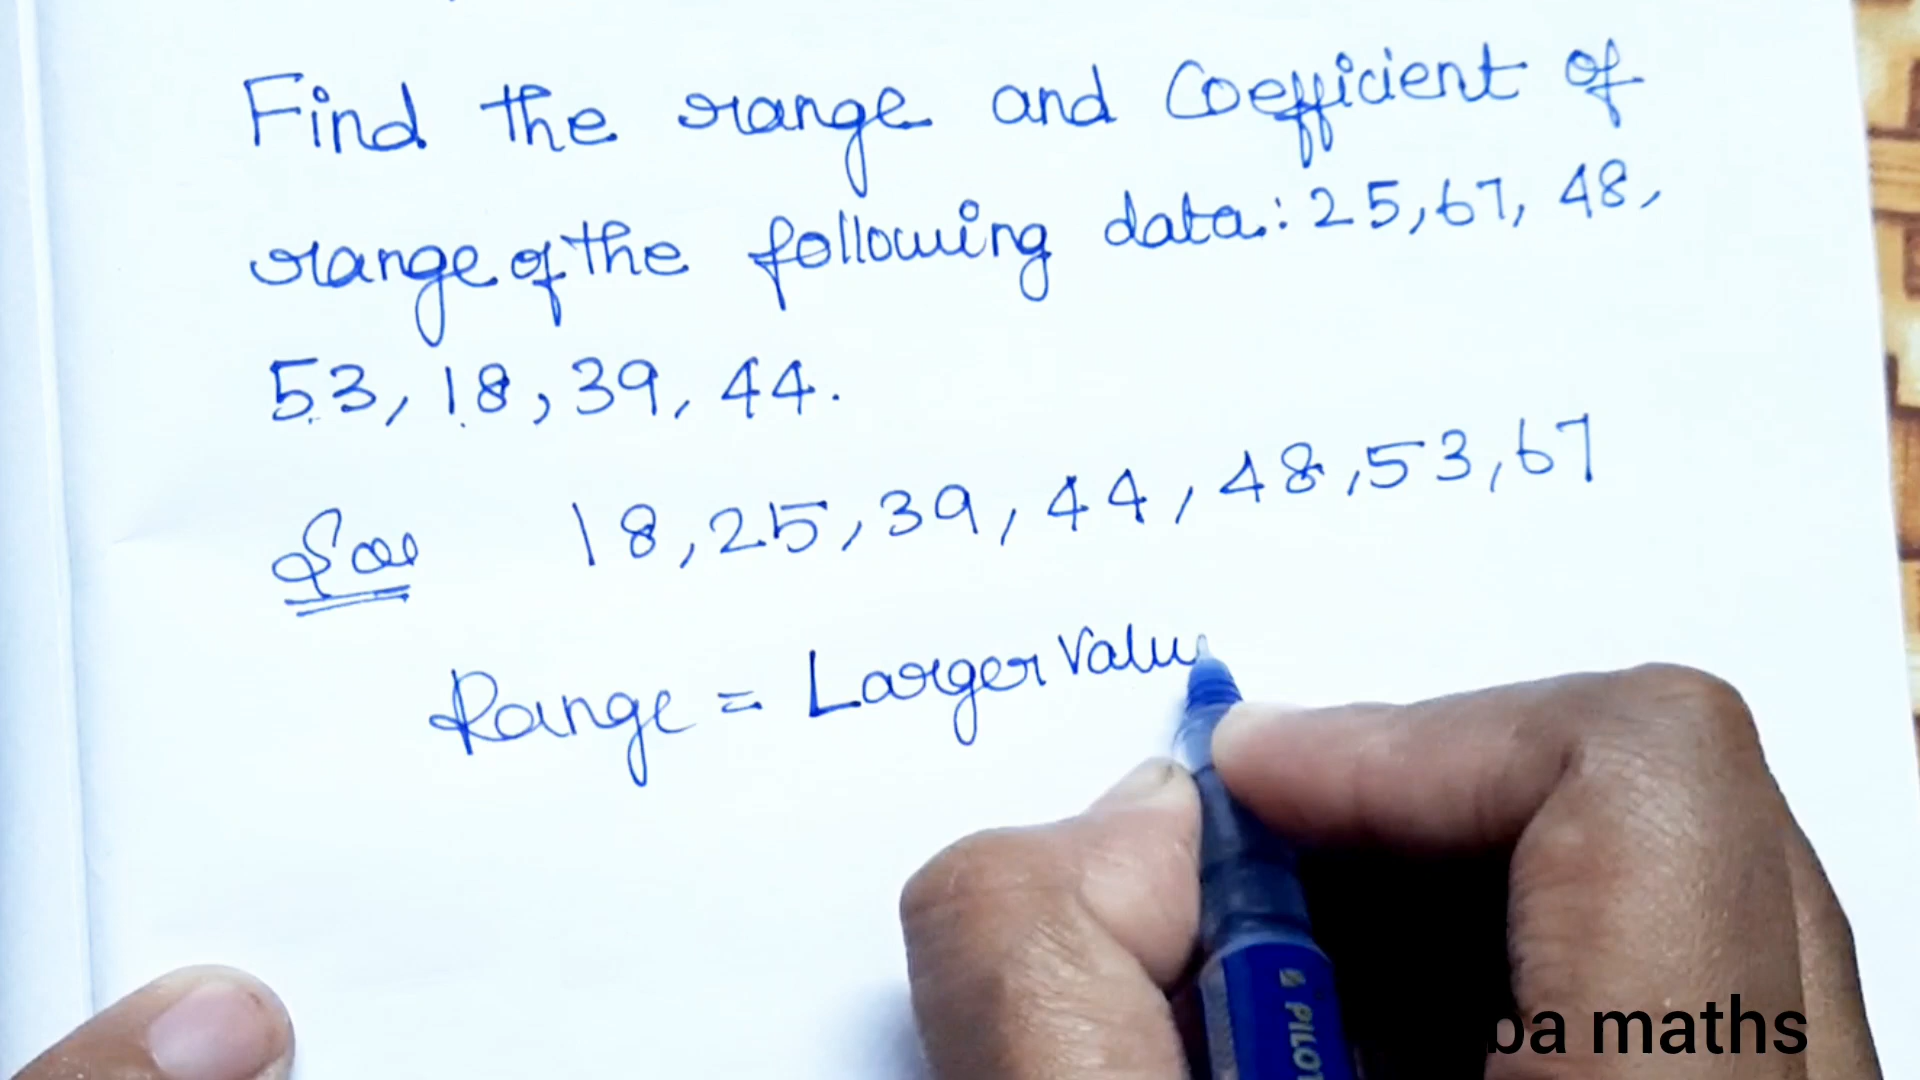 Find the range and Coefficient of
range of the following data: 25, 67, 48,
53, 18, 39, 44.
Sol 18, 25, 39, 44, 48, 53, 67
Range = Larger Valu
PILOT
ba maths